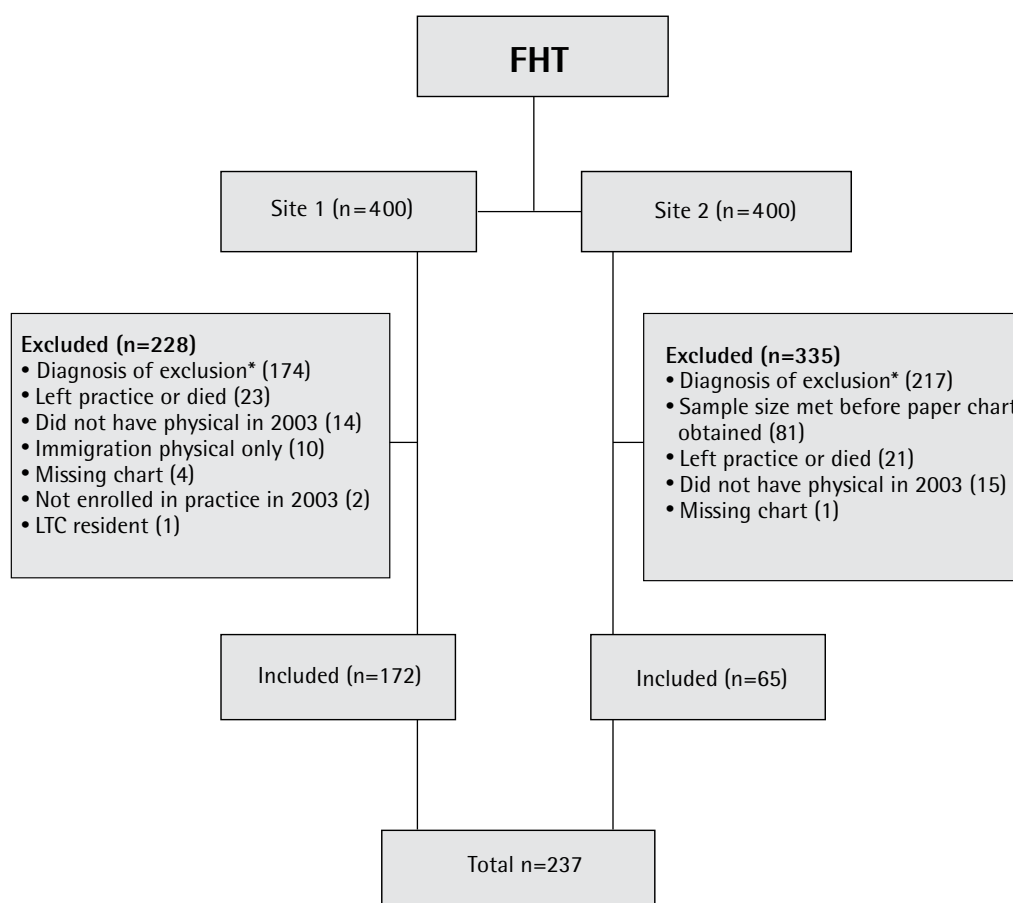 FHT
Site 1 (n=400)
Site 2 (n=400)
Excluded (n=228)
• Diagnosis of exclusion* (174)
• Left practice or died (23)
• Did not have physical in 2003 (14)
• Immigration physical only (10)
• Missing chart (4)
• Not enrolled in practice in 2003 (2)
• LTC resident (1)
Excluded (n=335)
• Diagnosis of exclusion* (217)
• Sample size met before paper chart
obtained (81)
• Left practice or died (21)
• Did not have physical in 2003 (15)
• Missing chart (1)
Included (n=172)
Included (n=65)
Total n=237